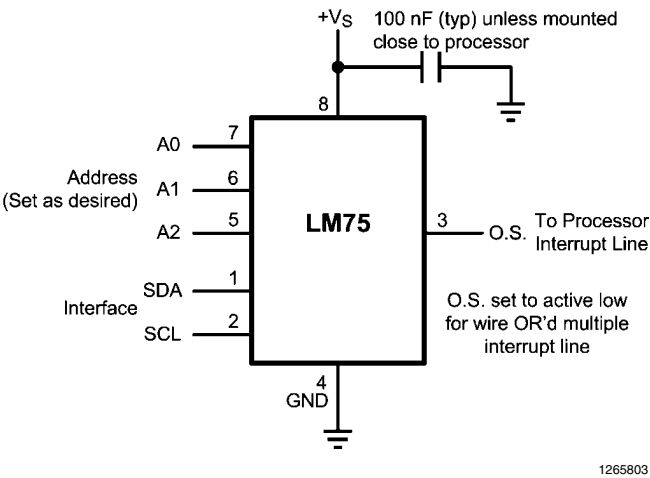 +VS
100 nF (typ) unless mounted
close to processor
8
A0
7
Address
(Set as desired)
A1
6
A2
5
LM75
3
O.S.
To Processor
Interrupt Line
SDA
1
Interface
SCL
2
O.S. set to active low
for wire OR'd multiple
interrupt line
4
GND
1265803